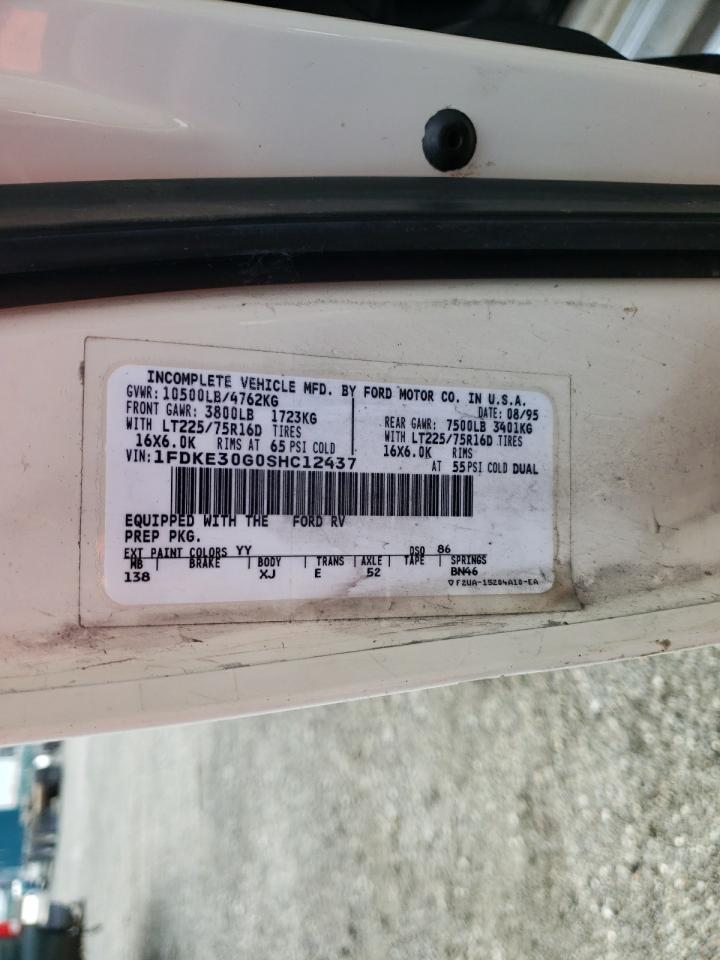 INCOMPLETE VEHICLE MFD. BY FORD MOTOR CO. IN U.S.A.
GVWR: 10500LB/4762KG
DATE: 08/95
FRONT GAWR: 3800LB 1723KG
WITH LT225/75R16D TIRES
16X6.0K RIMS AT 65 PSI COLD
REAR GAWR: 7500LB 3401KG
WITH LT225/75R16D TIRES
16X6.0K RIMS
AT 55 PSI COLD DUAL
VIN: 1FDKE30G0SHC12437
EQUIPPED WITH THE FORD RV
PREP PKG.
EXT PAINT COLORS YY DSO 86
WB BRAKE BODY TRANS AXLE TAPE SPRINGS
138 XJ E 52 BN46
▽ F2UA-15204A10-EA